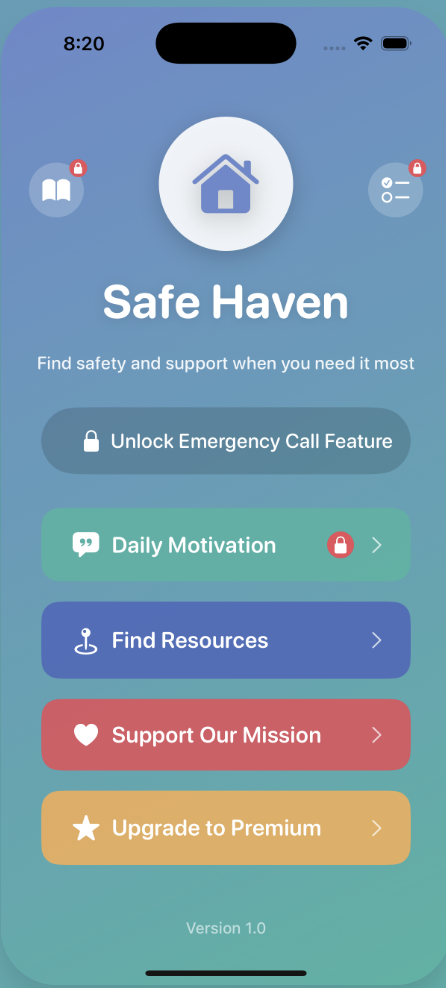 8:20
Safe Haven
Find safety and support when you need it most
Unlock Emergency Call Feature
Daily Motivation
Find Resources
Support Our Mission
Upgrade to Premium
Version 1.0